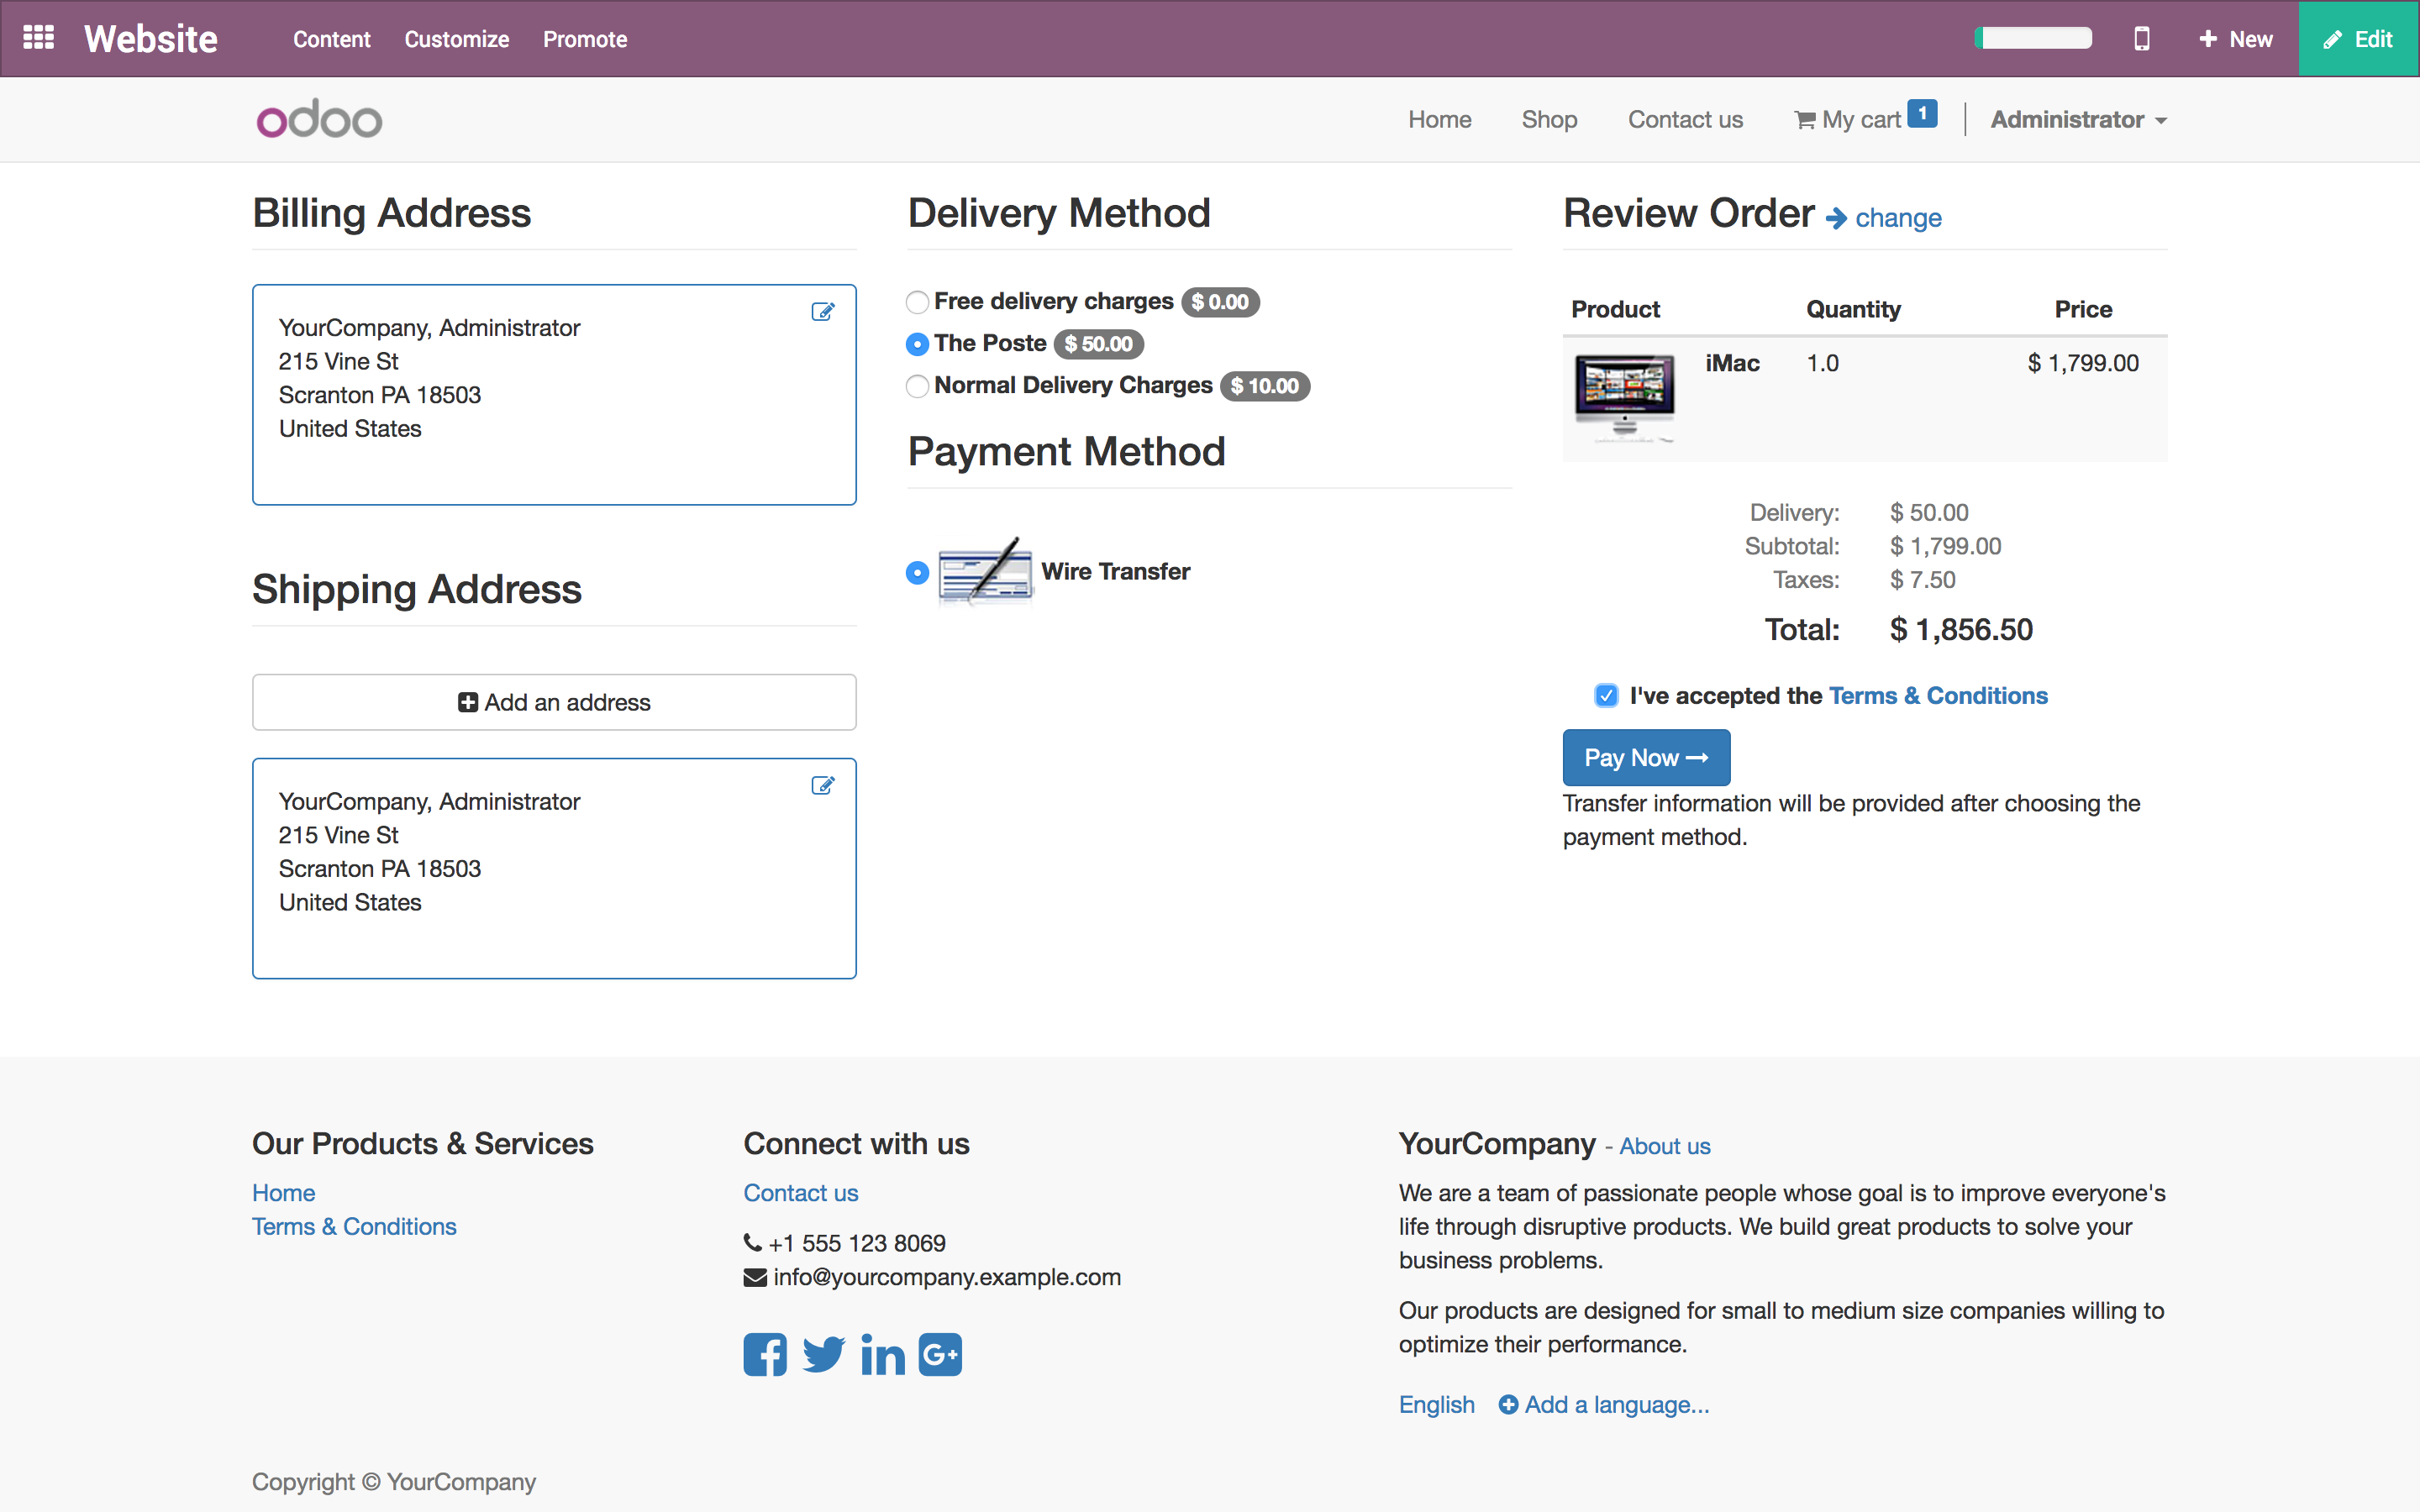 Website
Content
Customize
Promote
New
Edit
odoo
Home
Shop
Contact us
My cart 1
Administrator
Billing Address
YourCompany, Administrator
215 Vine St
Scranton PA 18503
United States
Shipping Address
Add an address
YourCompany, Administrator
215 Vine St
Scranton PA 18503
United States
Delivery Method
Free delivery charges $ 0.00
The Poste $ 50.00
Normal Delivery Charges $ 10.00
Payment Method
Wire Transfer
Review Order change
Product Quantity Price
iMac 1.0 $ 1,799.00
Delivery: $ 50.00
Subtotal: $ 1,799.00
Taxes: $ 7.50
Total: $ 1,856.50
I've accepted the Terms & Conditions
Pay Now
Transfer information will be provided after choosing the
payment method.
Our Products & Services
Home
Terms & Conditions
Connect with us
Contact us
+1 555 123 8069
info@yourcompany.example.com
YourCompany - About us
We are a team of passionate people whose goal is to improve everyone's
life through disruptive products. We build great products to solve your
business problems.
Our products are designed for small to medium size companies willing to
optimize their performance.
English Add a language...
Copyright © YourCompany